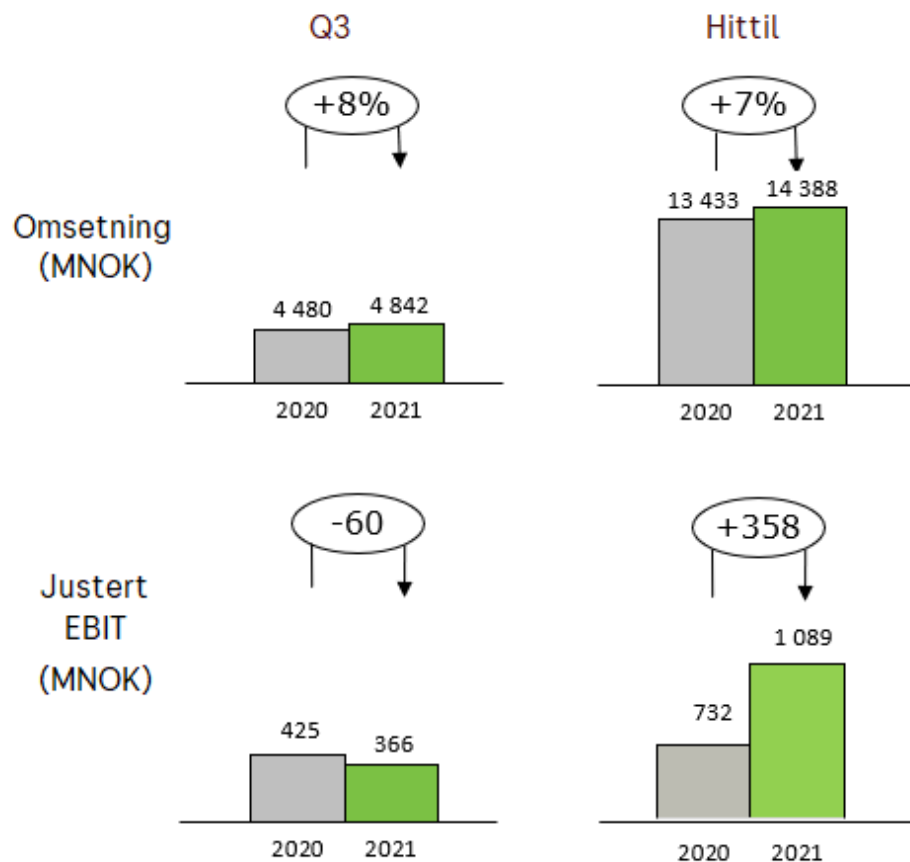 Q3
Hittil
+8%
+7%
Omsetning
(MNOK)
4 480
4 842
13 433
14 388
2020
2021
2020
2021
-60
+358
Justert
EBIT
(MNOK)
425
366
732
1 089
2020
2021
2020
2021